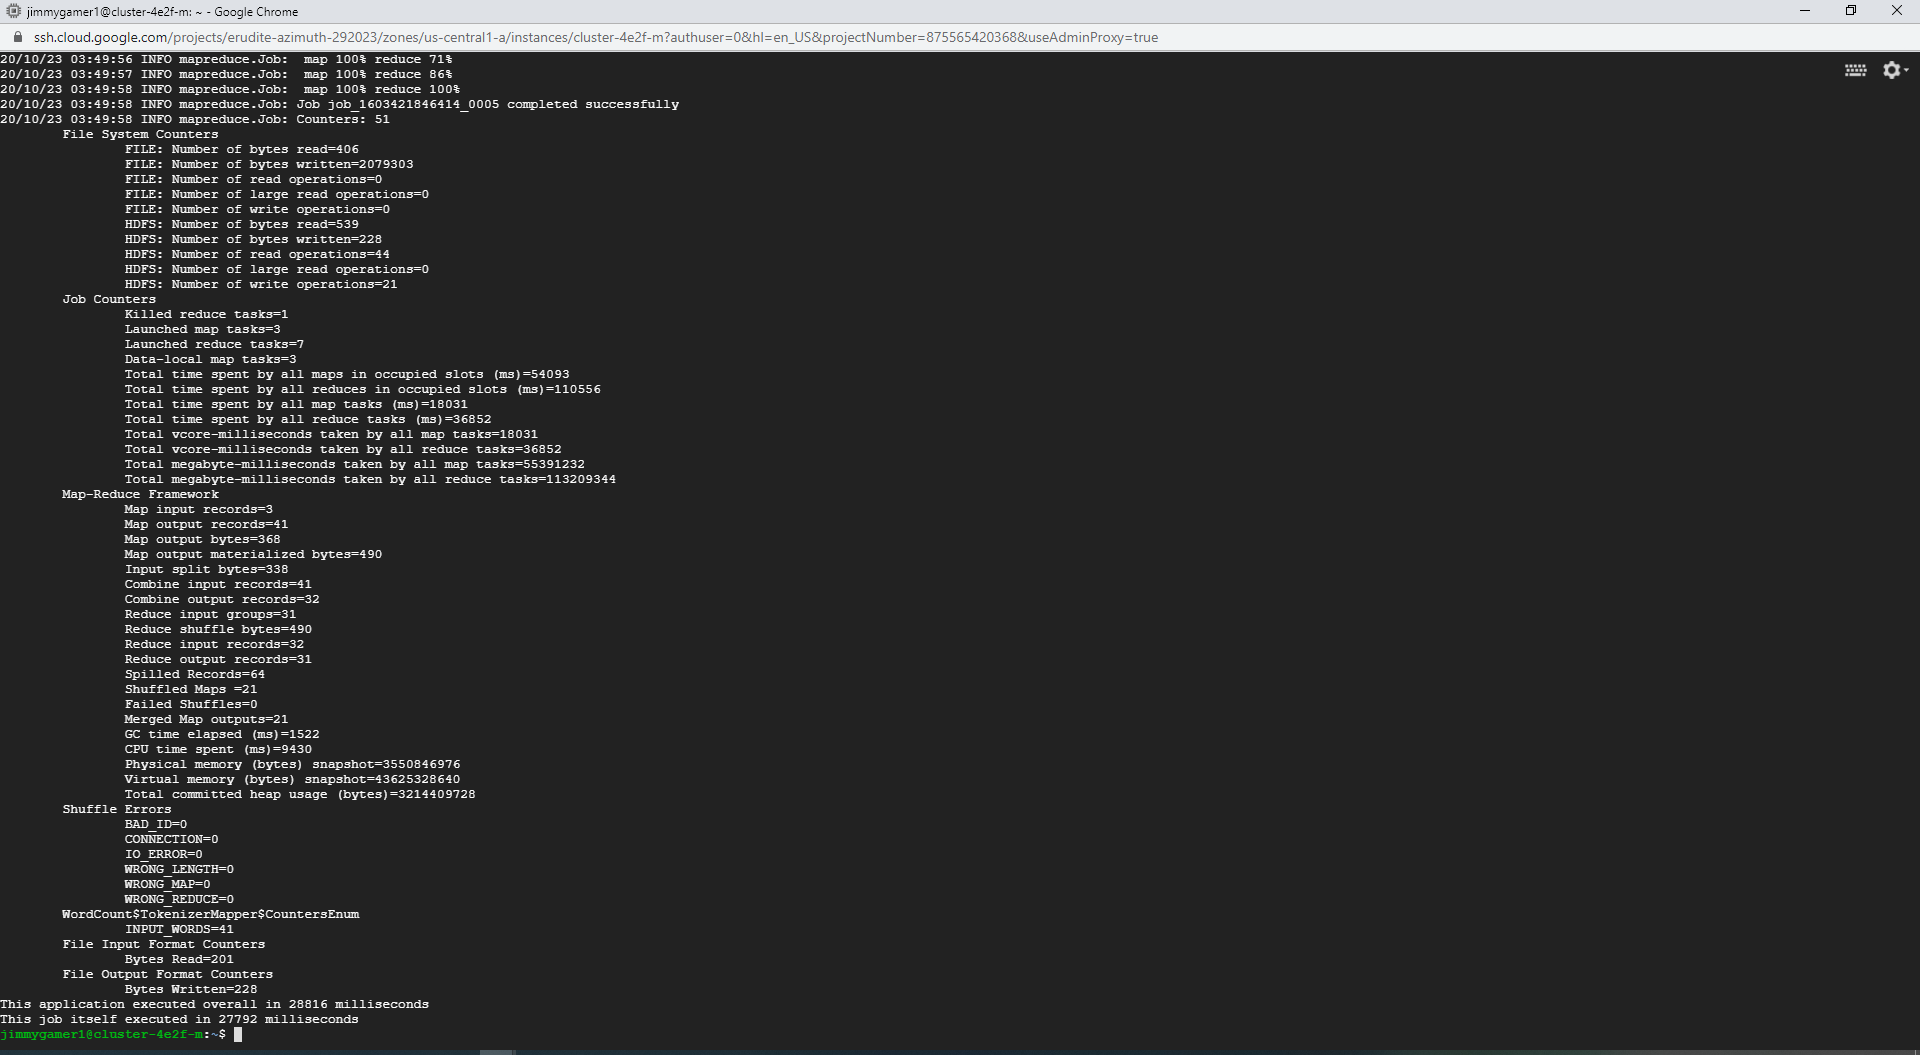 jimmygamer1@cluster-4e2f-m: ~ - Google Chrome
ssh.cloud.google.com/projects/erudite-azimuth-292023/zones/us-central1-a/instances/cluster-4e2f-m?authuser=0&hl=en_US&projectNumber=875565420368&useAdminProxy=true
20/10/23 03:49:56 INFO mapreduce.Job:  map 100% reduce 71%
20/10/23 03:49:57 INFO mapreduce.Job:  map 100% reduce 86%
20/10/23 03:49:58 INFO mapreduce.Job:  map 100% reduce 100%
20/10/23 03:49:58 INFO mapreduce.Job: Job job_1603421846414_0005 completed successfully
20/10/23 03:49:58 INFO mapreduce.Job: Counters: 51
File System Counters
FILE: Number of bytes read=406
FILE: Number of bytes written=2079303
FILE: Number of read operations=0
FILE: Number of large read operations=0
FILE: Number of write operations=0
HDFS: Number of bytes read=539
HDFS: Number of bytes written=228
HDFS: Number of read operations=44
HDFS: Number of large read operations=0
HDFS: Number of write operations=21
Job Counters
Killed reduce tasks=1
Launched map tasks=3
Launched reduce tasks=7
Data-local map tasks=3
Total time spent by all maps in occupied slots (ms)=54093
Total time spent by all reduces in occupied slots (ms)=110556
Total time spent by all map tasks (ms)=18031
Total time spent by all reduce tasks (ms)=36852
Total vcore-milliseconds taken by all map tasks=18031
Total vcore-milliseconds taken by all reduce tasks=36852
Total megabyte-milliseconds taken by all map tasks=55391232
Total megabyte-milliseconds taken by all reduce tasks=113209344
Map-Reduce Framework
Map input records=3
Map output records=41
Map output bytes=368
Map output materialized bytes=490
Input split bytes=338
Combine input records=41
Combine output records=32
Reduce input groups=31
Reduce shuffle bytes=490
Reduce input records=32
Reduce output records=31
Spilled Records=64
Shuffled Maps =21
Failed Shuffles=0
Merged Map outputs=21
GC time elapsed (ms)=1522
CPU time spent (ms)=9430
Physical memory (bytes) snapshot=3550846976
Virtual memory (bytes) snapshot=43625328640
Total committed heap usage (bytes)=3214409728
Shuffle Errors
BAD_ID=0
CONNECTION=0
IO_ERROR=0
WRONG_LENGTH=0
WRONG_MAP=0
WRONG_REDUCE=0
WordCount$TokenizerMapper$CountersEnum
INPUT_WORDS=41
File Input Format Counters
Bytes Read=201
File Output Format Counters
Bytes Written=228
This application executed overall in 28816 milliseconds
This job itself executed in 27792 milliseconds
jimmygamer1@cluster-4e2f-m:~$